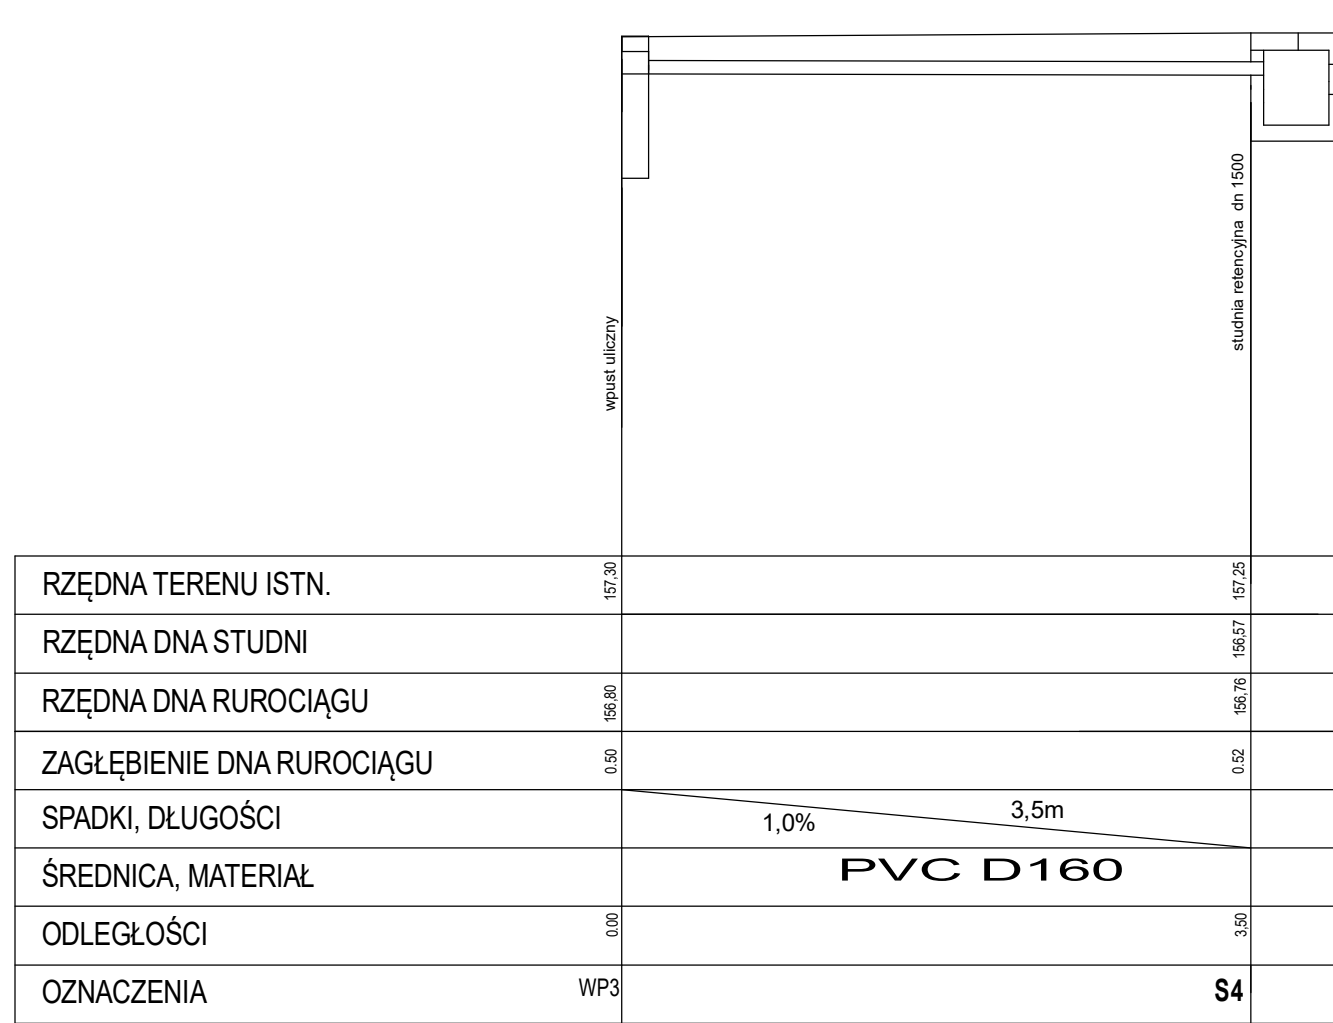 studnia retencyjna dn 1500
wpust uliczny
RZĘDNA TERENU ISTN. 157,30 157,25
RZĘDNA DNA STUDNI 156,57
RZĘDNA DNA RUROCIĄGU 156,80 156,76
ZAGŁĘBIENIE DNA RUROCIĄGU 0.50 0.52
SPADKI, DŁUGOŚCI 1,0% 3,5m
ŚREDNICA, MATERIAŁ PVC D160
ODLEGŁOŚCI 0.00 3,50
OZNACZENIA WP3 S4